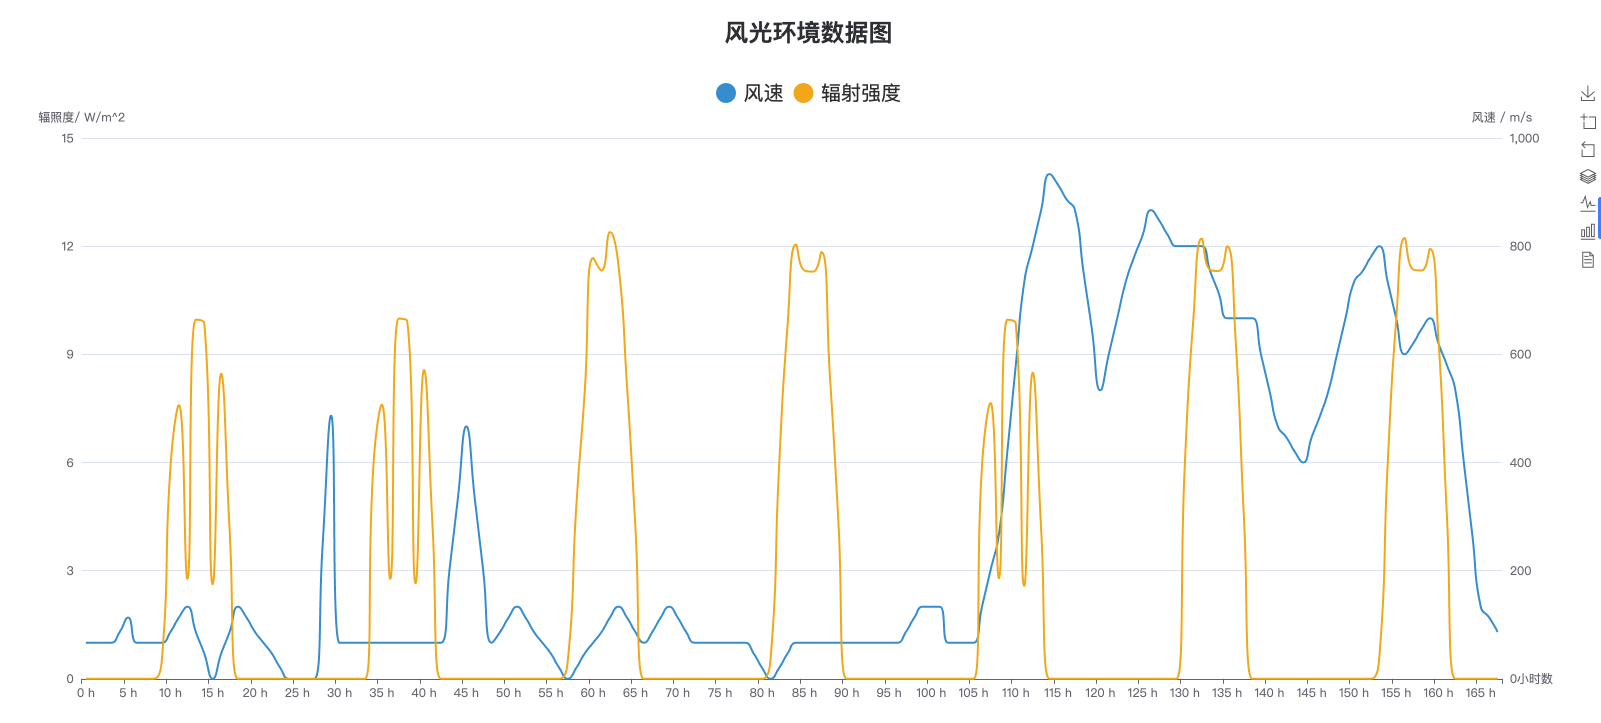 风光环境数据图
风速 辐射强度
辐照度/ W/m^2 风速 / m/s
15 1,000
12 800
9 600
6 400
3 200
0 0小时数
0 h 5 h 10 h 15 h 20 h 25 h 30 h 35 h 40 h 45 h 50 h 55 h 60 h 65 h 70 h 75 h 80 h 85 h 90 h 95 h 100 h 105 h 110 h 115 h 120 h 125 h 130 h 135 h 140 h 145 h 150 h 155 h 160 h 165 h